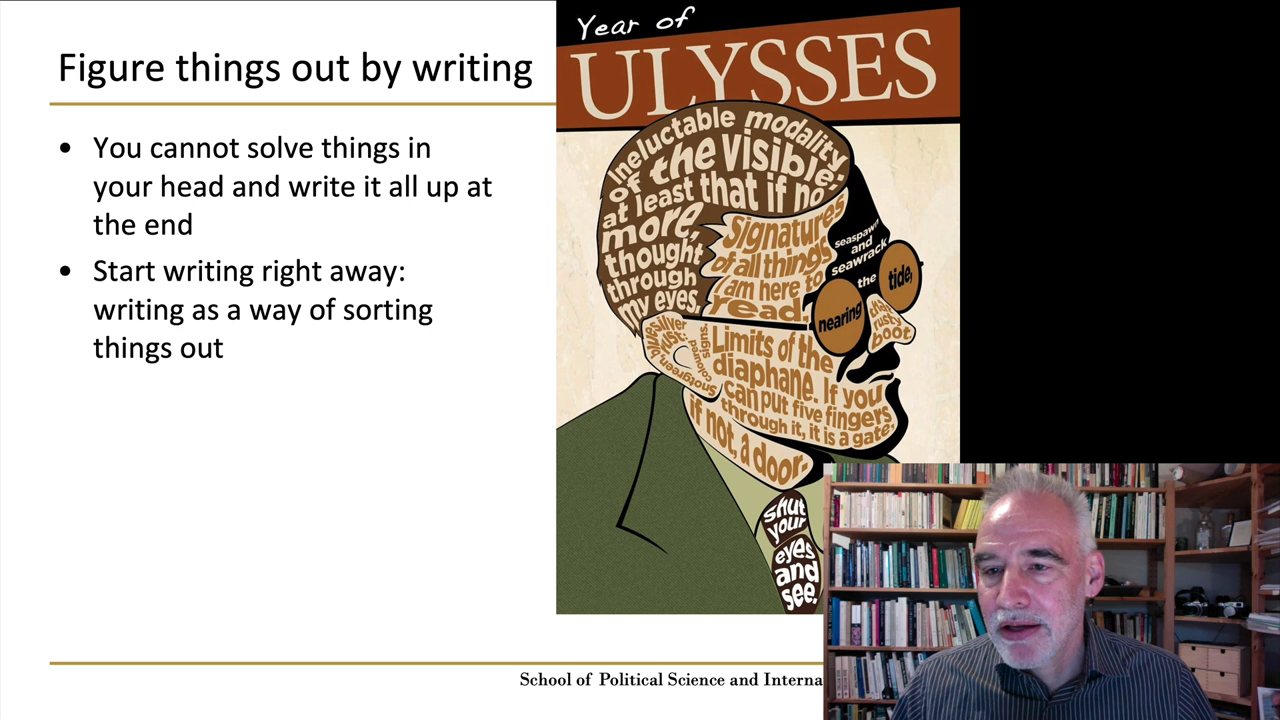 Figure things out by writing
• You cannot solve things in
your head and write it all up at
the end
• Start writing right away:
writing as a way of sorting
things out
Year of
ULYSSES
Ineluctable modality
of the visible:
at least that if no
more,
thought
through
my eyes.
Signatures
of all things
I am here to
read,
seaspawn
and
seawrack
the
nearing
tide,
that
rusty
boot
Snotgreen
bluesilver
rust:
coloured
signs.
Limits of the
diaphane. If you
can put five fingers
through it, it is a gate,
if not, a door.
shut
your
eyes
and
see.
School of Political Science and Interna